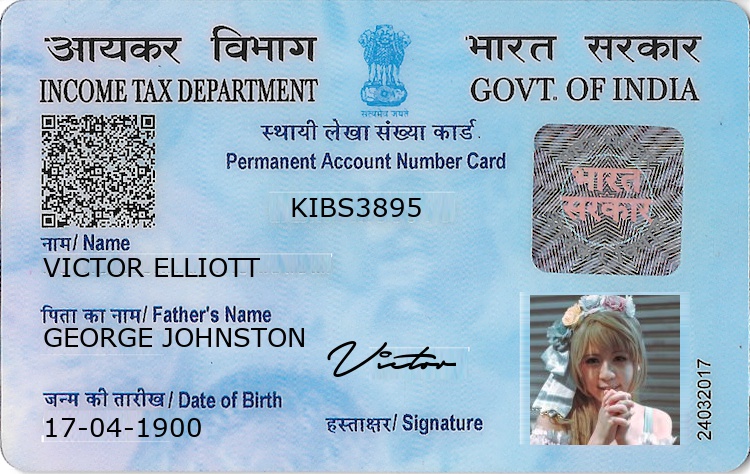 आयकर विभाग
भारत सरकार
INCOME TAX DEPARTMENT
GOVT. OF INDIA
सत्यमेव जयते
स्थायी लेखा संख्या कार्ड
Permanent Account Number Card
भारत
सरकार
KIBS3895
नाम/ Name
VICTOR ELLIOTT
पिता का नाम/ Father's Name
GEORGE JOHNSTON
Victor
जन्म की तारीख/ Date of Birth
17-04-1900
हस्ताक्षर/ Signature
24032017